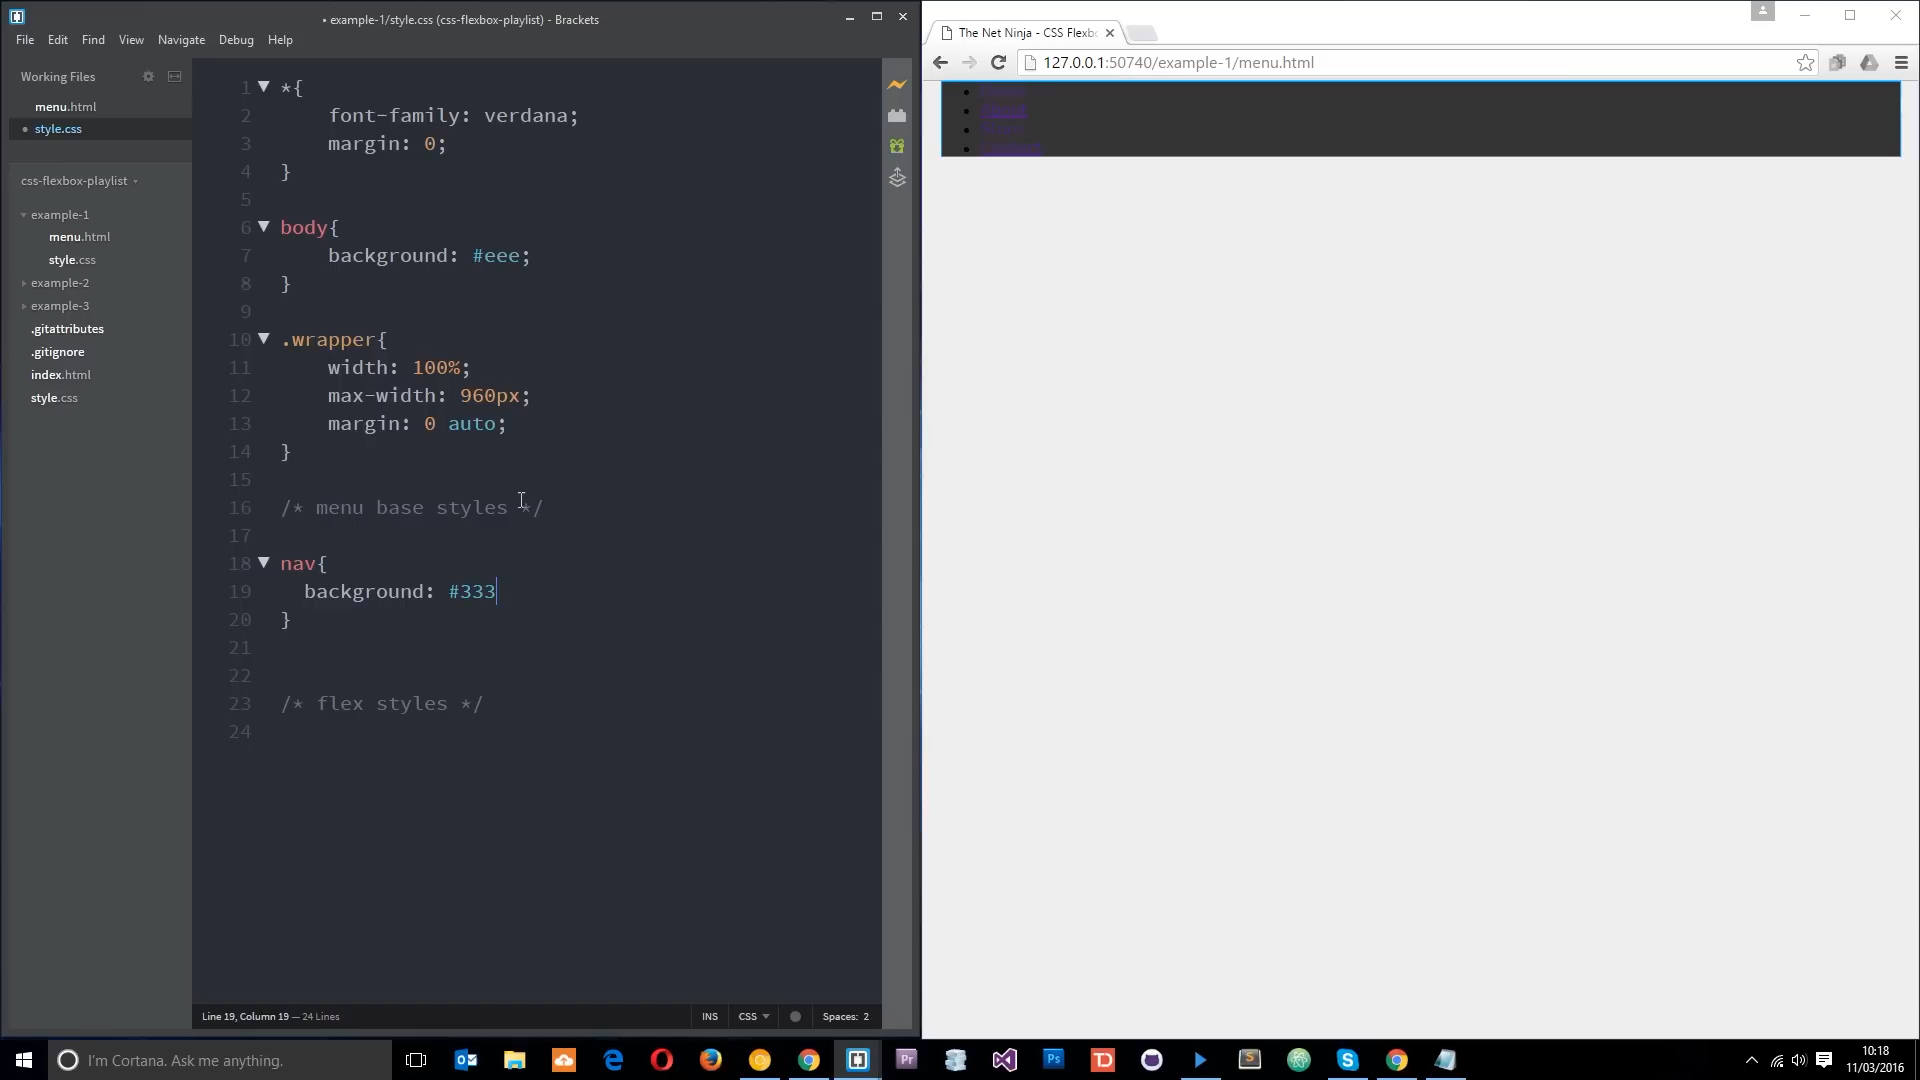 example-1/style.css (css-flexbox-playlist) - Brackets
File Edit Find View Navigate Debug Help
Working Files
menu.html
style.css
css-flexbox-playlist
example-1
menu.html
style.css
example-2
example-3
.gitattributes
.gitignore
index.html
style.css
1 *{
2 font-family: verdana;
3 margin: 0;
4 }
5
6 body{
7 background: #eee;
8 }
9
10 .wrapper{
11 width: 100%;
12 max-width: 960px;
13 margin: 0 auto;
14 }
15
16 /* menu base styles */
17
18 nav{
19 background: #333
20 }
21
22
23 /* flex styles */
24
Line 19, Column 19 — 24 Lines
INS CSS Spaces: 2
The Net Ninja - CSS Flexb
127.0.0.1:50740/example-1/menu.html
About
I'm Cortana. Ask me anything.
Pr
Ps
TD
10:18
11/03/2016